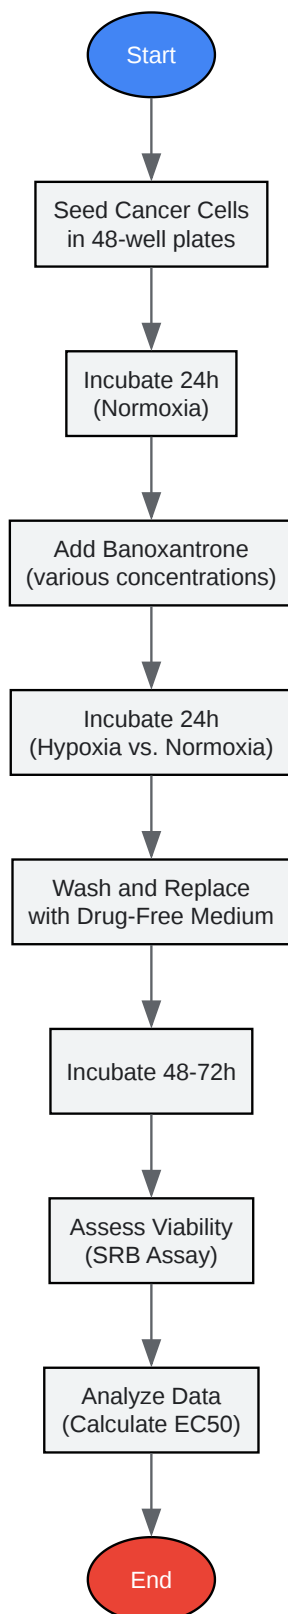 Start
Seed Cancer Cells
in 48-well plates
Incubate 24h
(Normoxia)
Add Banoxantrone
(various concentrations)
Incubate 24h
(Hypoxia vs. Normoxia)
Wash and Replace
with Drug-Free Medium
Incubate 48-72h
Assess Viability
(SRB Assay)
Analyze Data
(Calculate EC50)
End